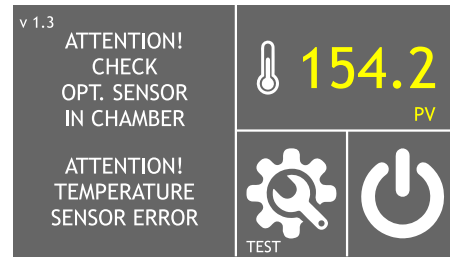 v 1.3
ATTENTION!
CHECK
OPT. SENSOR
IN CHAMBER
ATTENTION!
TEMPERATURE
SENSOR ERROR
154.2
PV
TEST